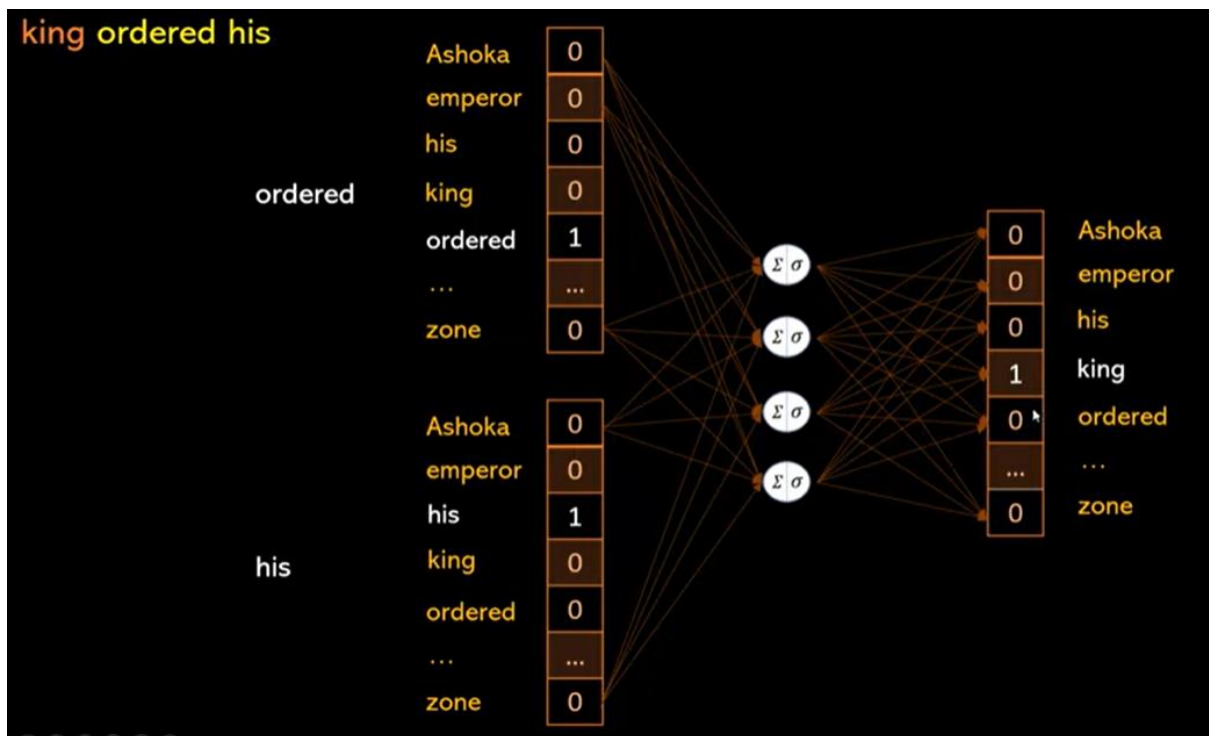 king ordered his
ordered
Ashoka 0
emperor 0
his 0
king 0
ordered 1
... ...
zone 0
his
Ashoka 0
emperor 0
his 1
king 0
ordered 0
... ...
zone 0
Σ σ
Σ σ
Σ σ
Σ σ
0 Ashoka
0 emperor
0 his
1 king
0 ordered
... ...
0 zone